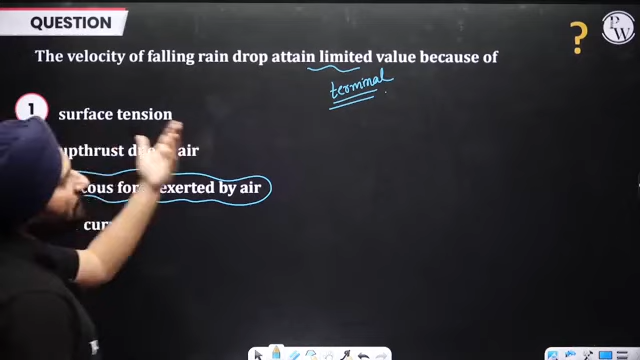 QUESTION
?
PW
The velocity of falling rain drop attain limited value because of
terminal
1
surface tension
upthrust air
exerted by air